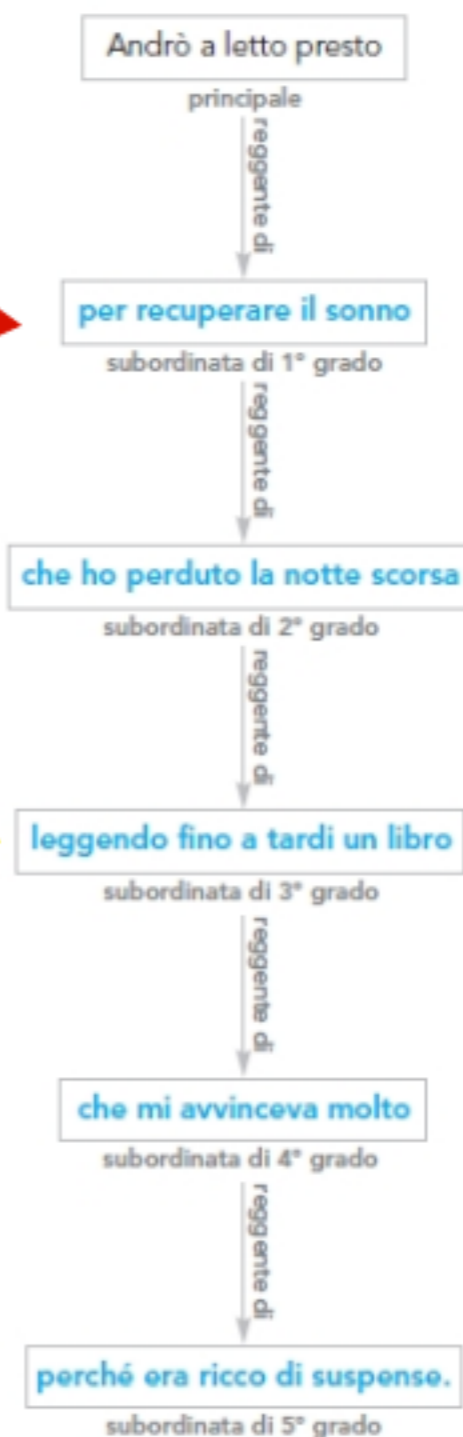 Andrò a letto presto
principale
reggente di
per recuperare il sonno
subordinata di 1° grado
reggente di
che ho perduto la notte scorsa
subordinata di 2° grado
reggente di
leggendo fino a tardi un libro
subordinata di 3° grado
reggente di
che mi avvinceva molto
subordinata di 4° grado
reggente di
perché era ricco di suspense.
subordinata di 5° grado